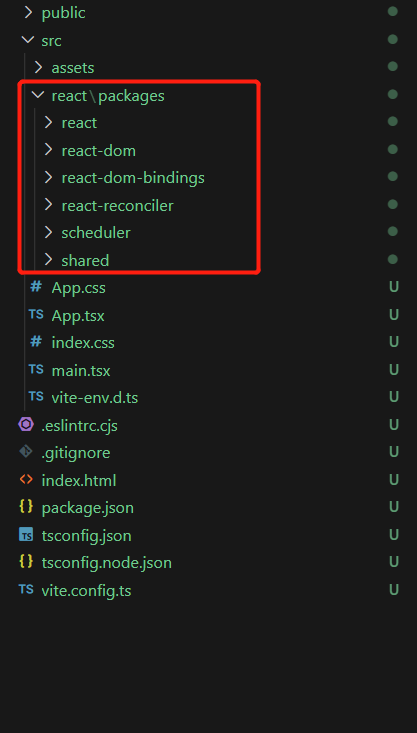 public
src
assets
react\packages
react
react-dom
react-dom-bindings
react-reconciler
scheduler
shared
# App.css U
TS App.tsx U
# index.css U
TS main.tsx U
TS vite-env.d.ts U
.eslintrc.cjs U
.gitignore U
<> index.html U
{} package.json U
TS tsconfig.json U
{} tsconfig.node.json U
TS vite.config.ts U